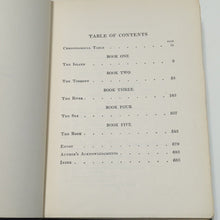 TABLE OF CONTENTS
PAGE
Chronological Table
BOOK ONE
The Island 3
BOOK TWO
The Torrent
BOOK THREE
The River
BOOK FOUR
The Sea
BOOK FIVE
The Rock
Envoy
Author's Acknowledgments
Index